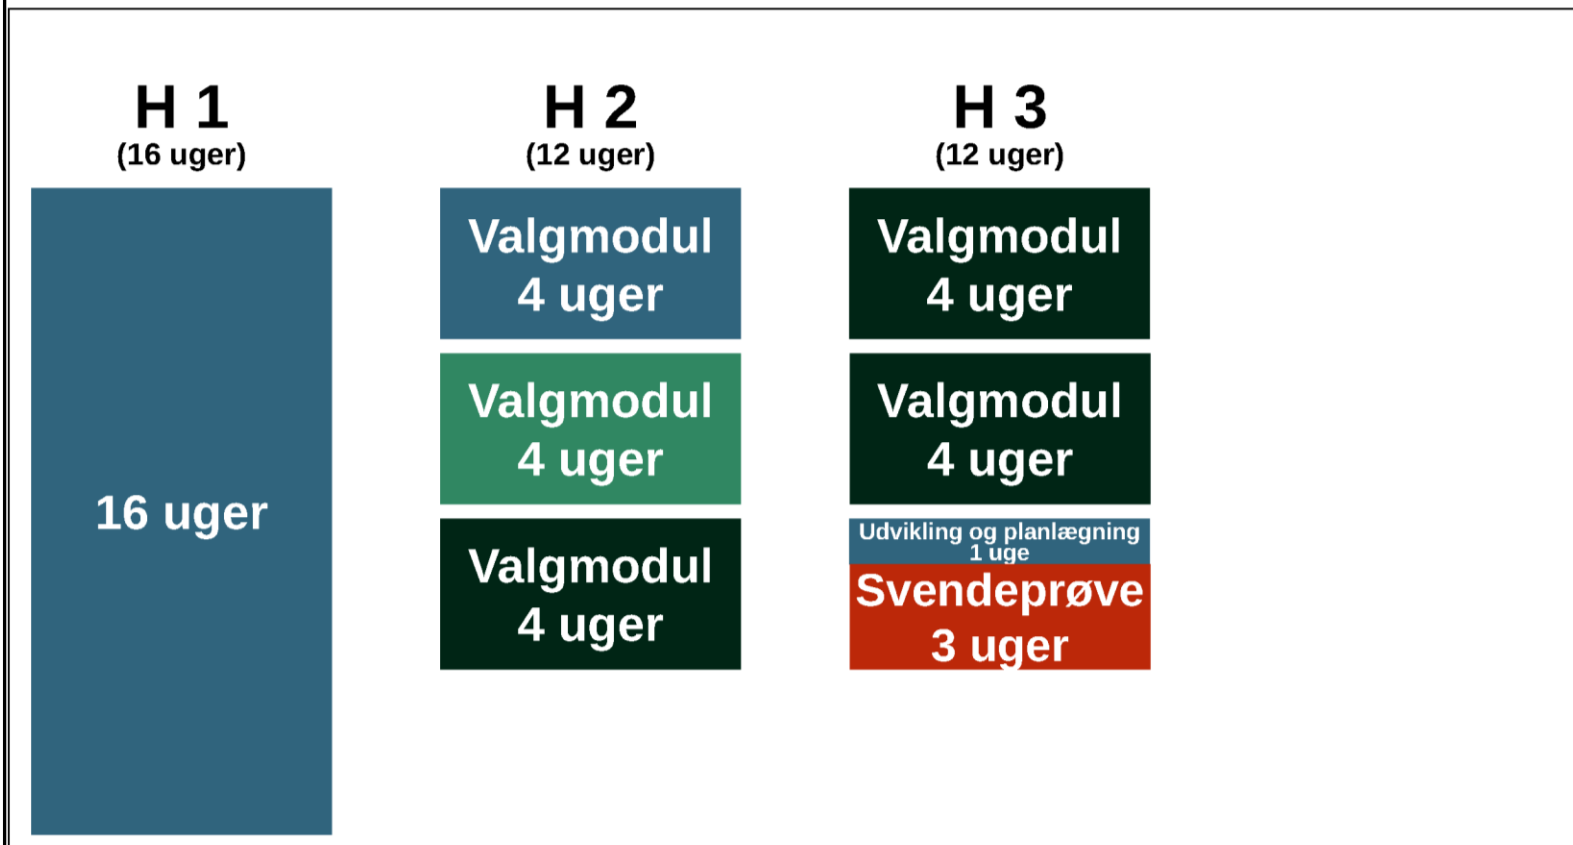 H 1
(16 uger)
16 uger
H 2
(12 uger)
Valgmodul
4 uger
Valgmodul
4 uger
Valgmodul
4 uger
H 3
(12 uger)
Valgmodul
4 uger
Valgmodul
4 uger
Udvikling og planlægning
1 uge
Svendeprøve
3 uger